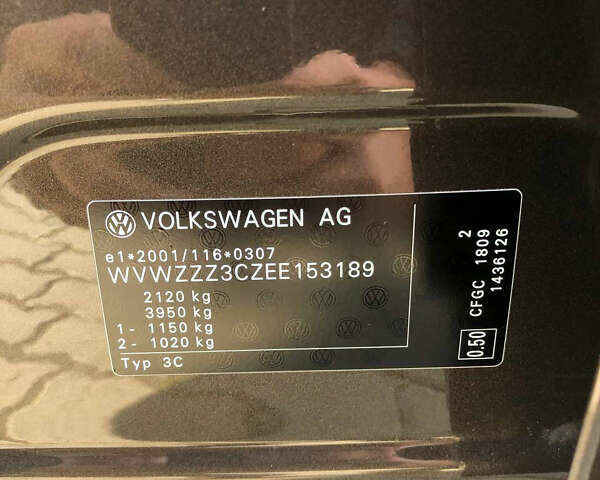 VOLKSWAGEN AG
e1*2001/116*0307
WVWZZZ3CZEE153189
2120 kg
3950 kg
1- 1150 kg
2- 1020 kg
Typ 3C
2
CFGC 1809
1436126
0.50